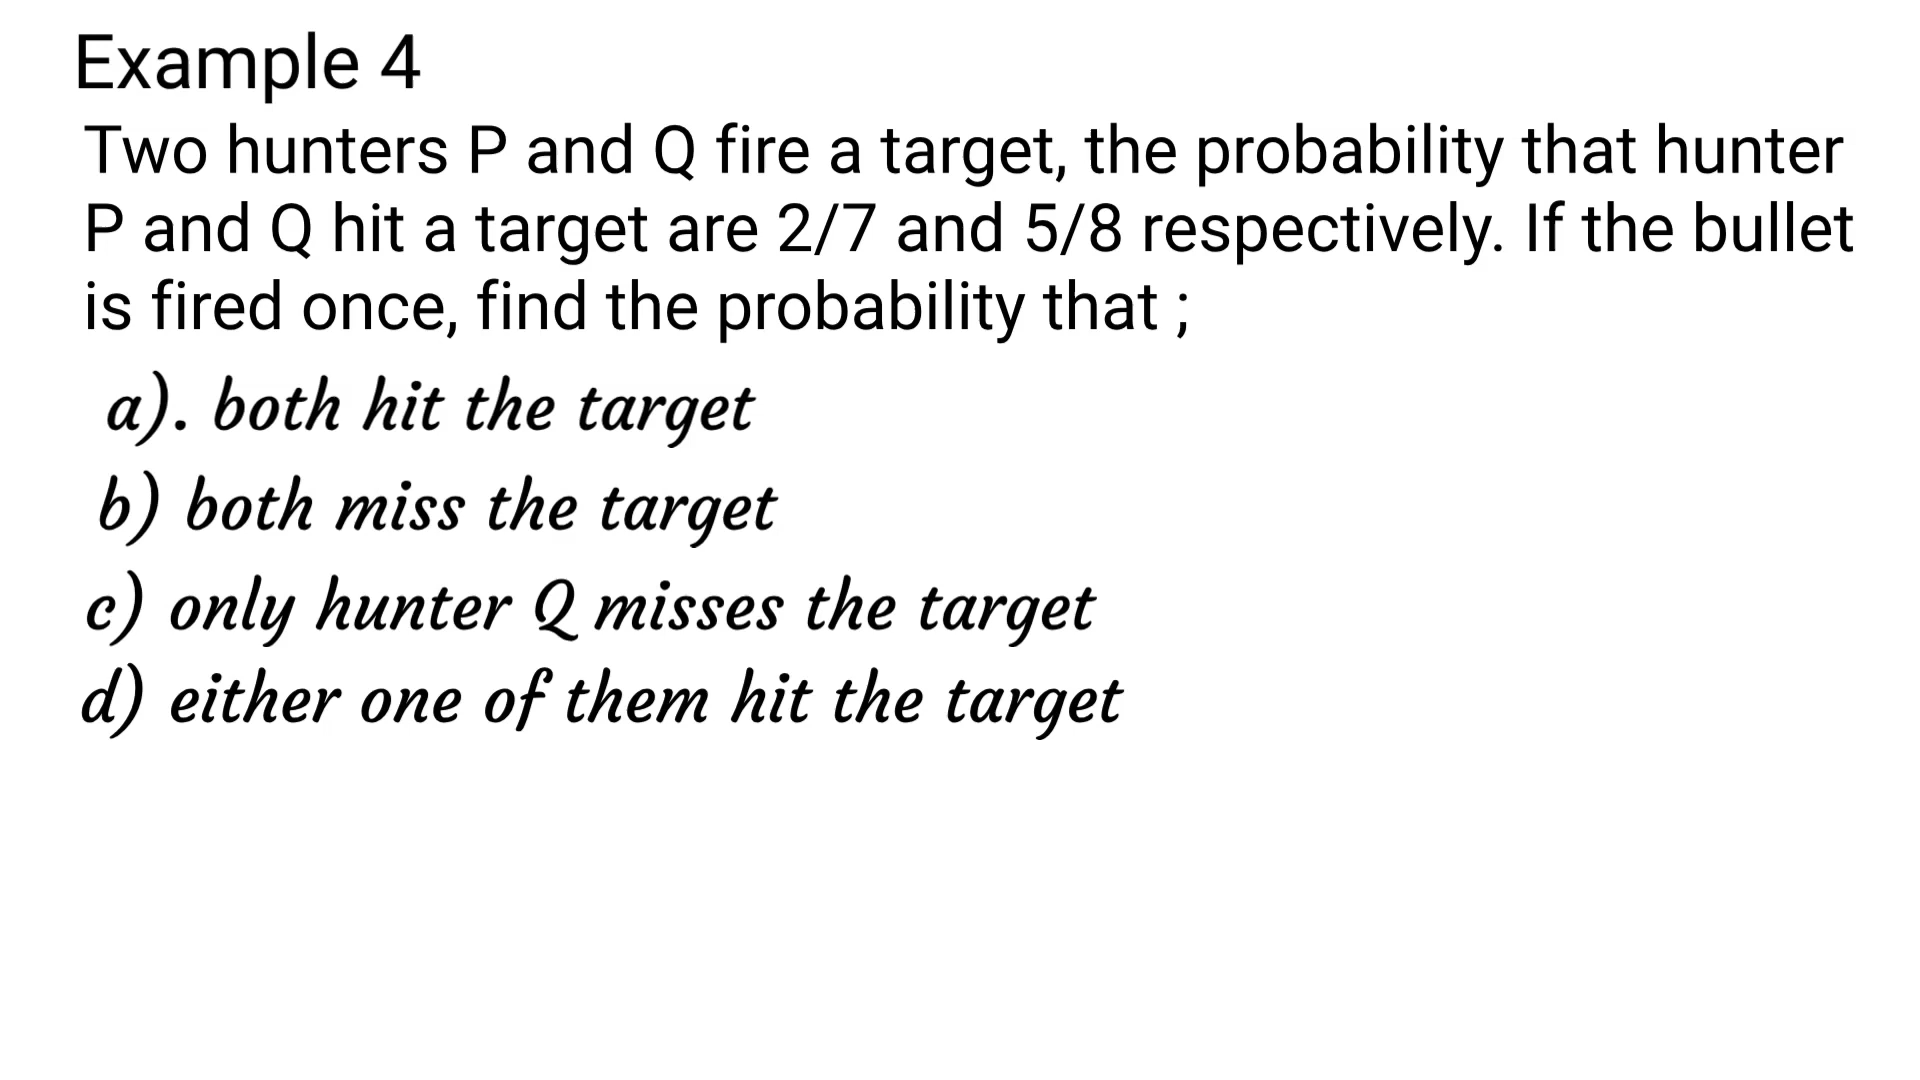 Example 4
Two hunters P and Q fire a target, the probability that hunter
P and Q hit a target are 2/7 and 5/8 respectively. If the bullet
is fired once, find the probability that ;
a). both hit the target
b) both miss the target
c) only hunter Q misses the target
d) either one of them hit the target